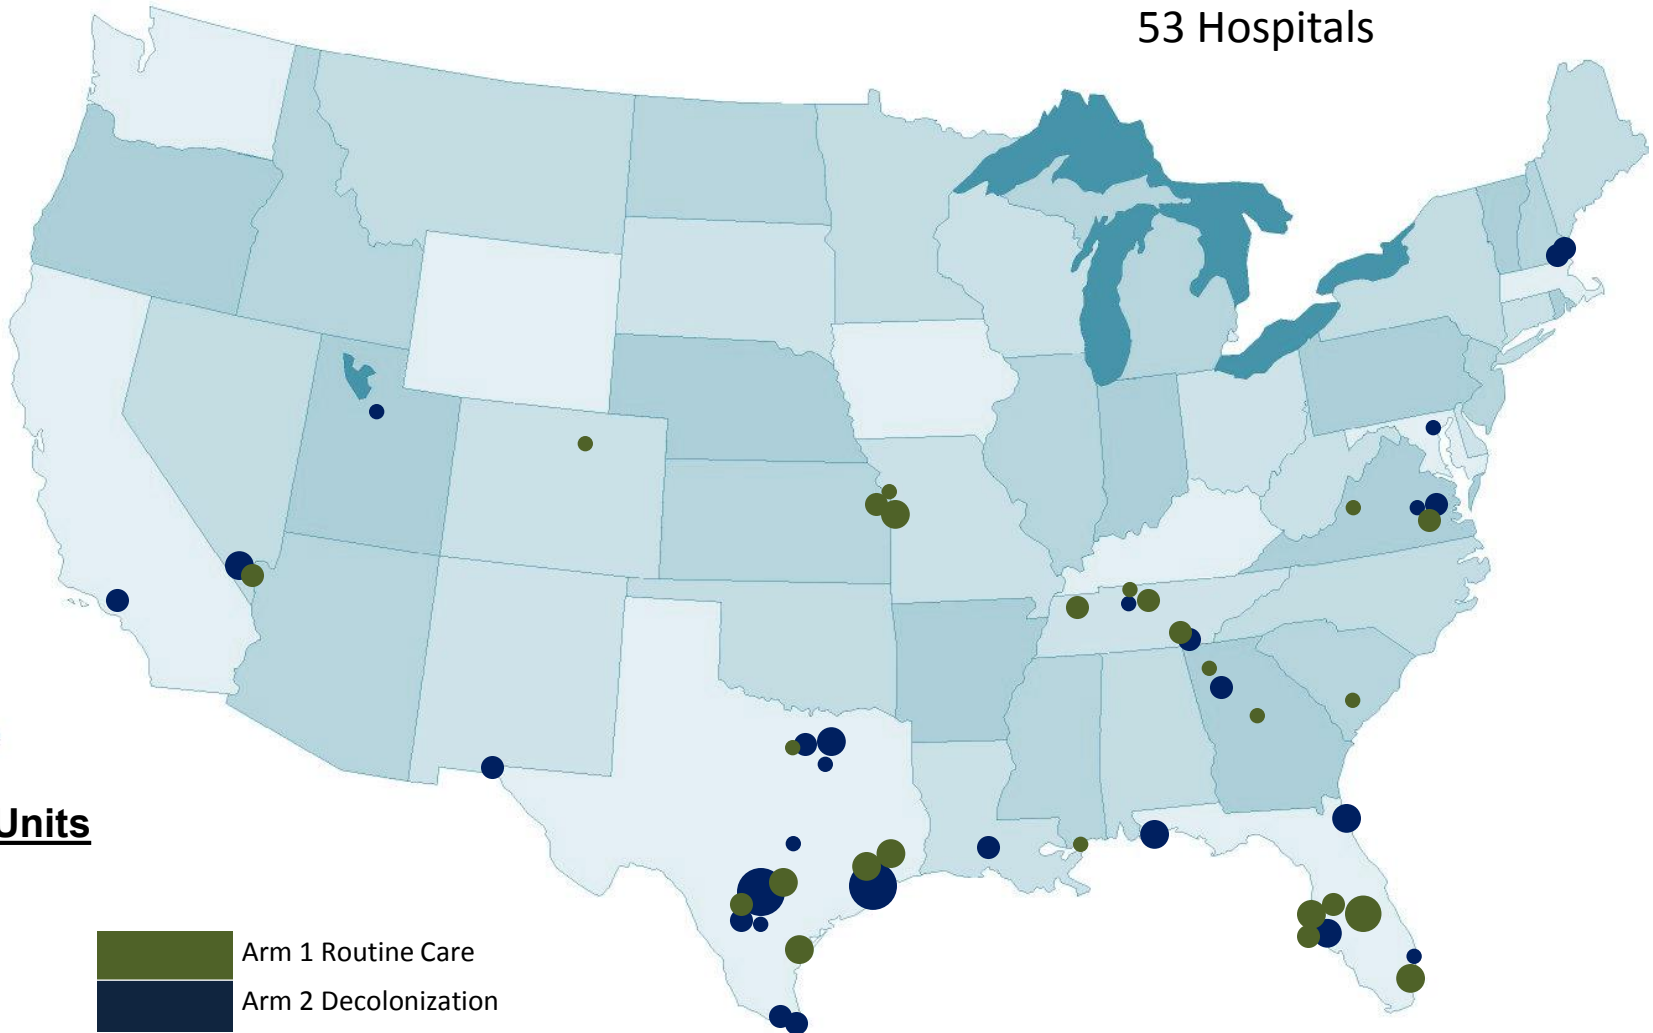 53 Hospitals
Units
Arm 1 Routine Care
Arm 2 Decolonization